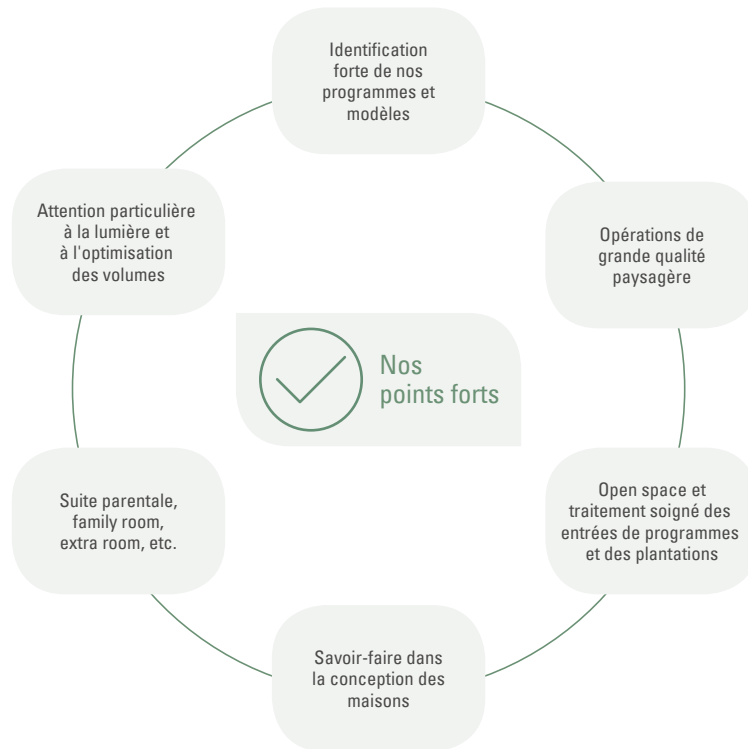 Identification
forte de nos
programmes et
modèles
Attention particulière
à la lumière et
à l'optimisation
des volumes
Opérations de
grande qualité
paysagère
Nos
points forts
Suite parentale,
family room,
extra room, etc.
Open space et
traitement soigné des
entrées de programmes
et des plantations
Savoir-faire dans
la conception des
maisons